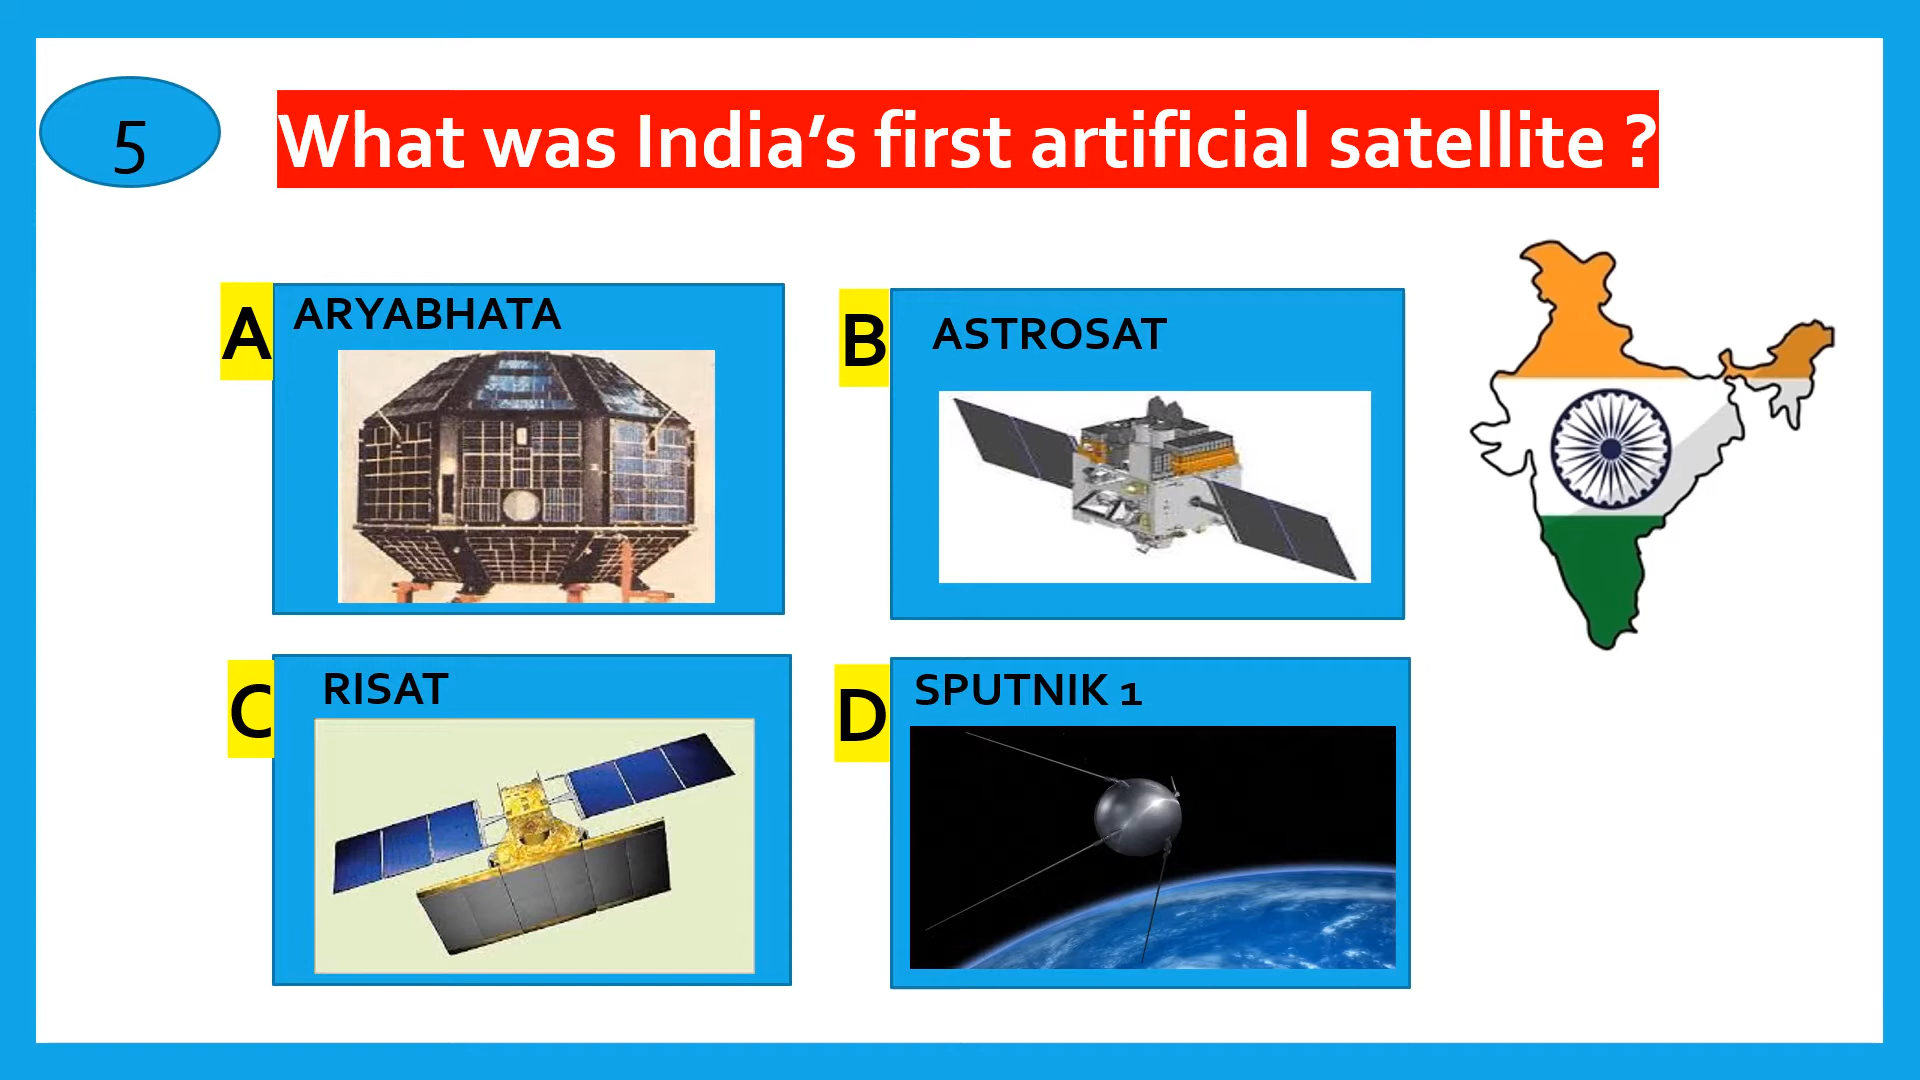 5
What was India’s first artificial satellite ?
A
ARYABHATA
B
ASTROSAT
C
RISAT
D
SPUTNIK 1